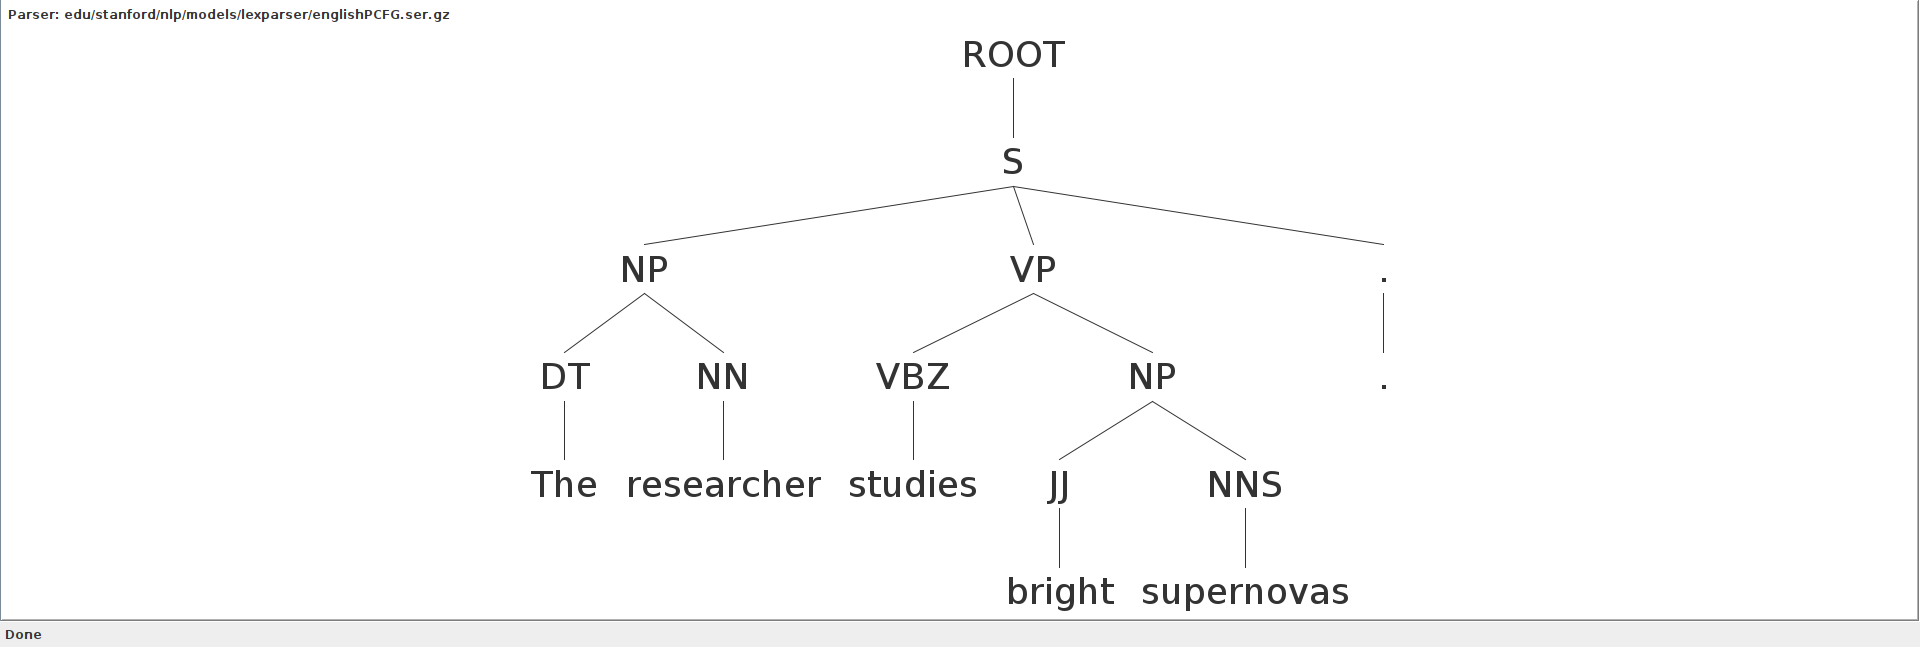 Parser: edu/stanford/nlp/models/lexparser/englishPCFG.ser.gz
ROOT
S
NP VP .
DT NN VBZ NP .
The researcher studies JJ NNS
bright supernovas
Done